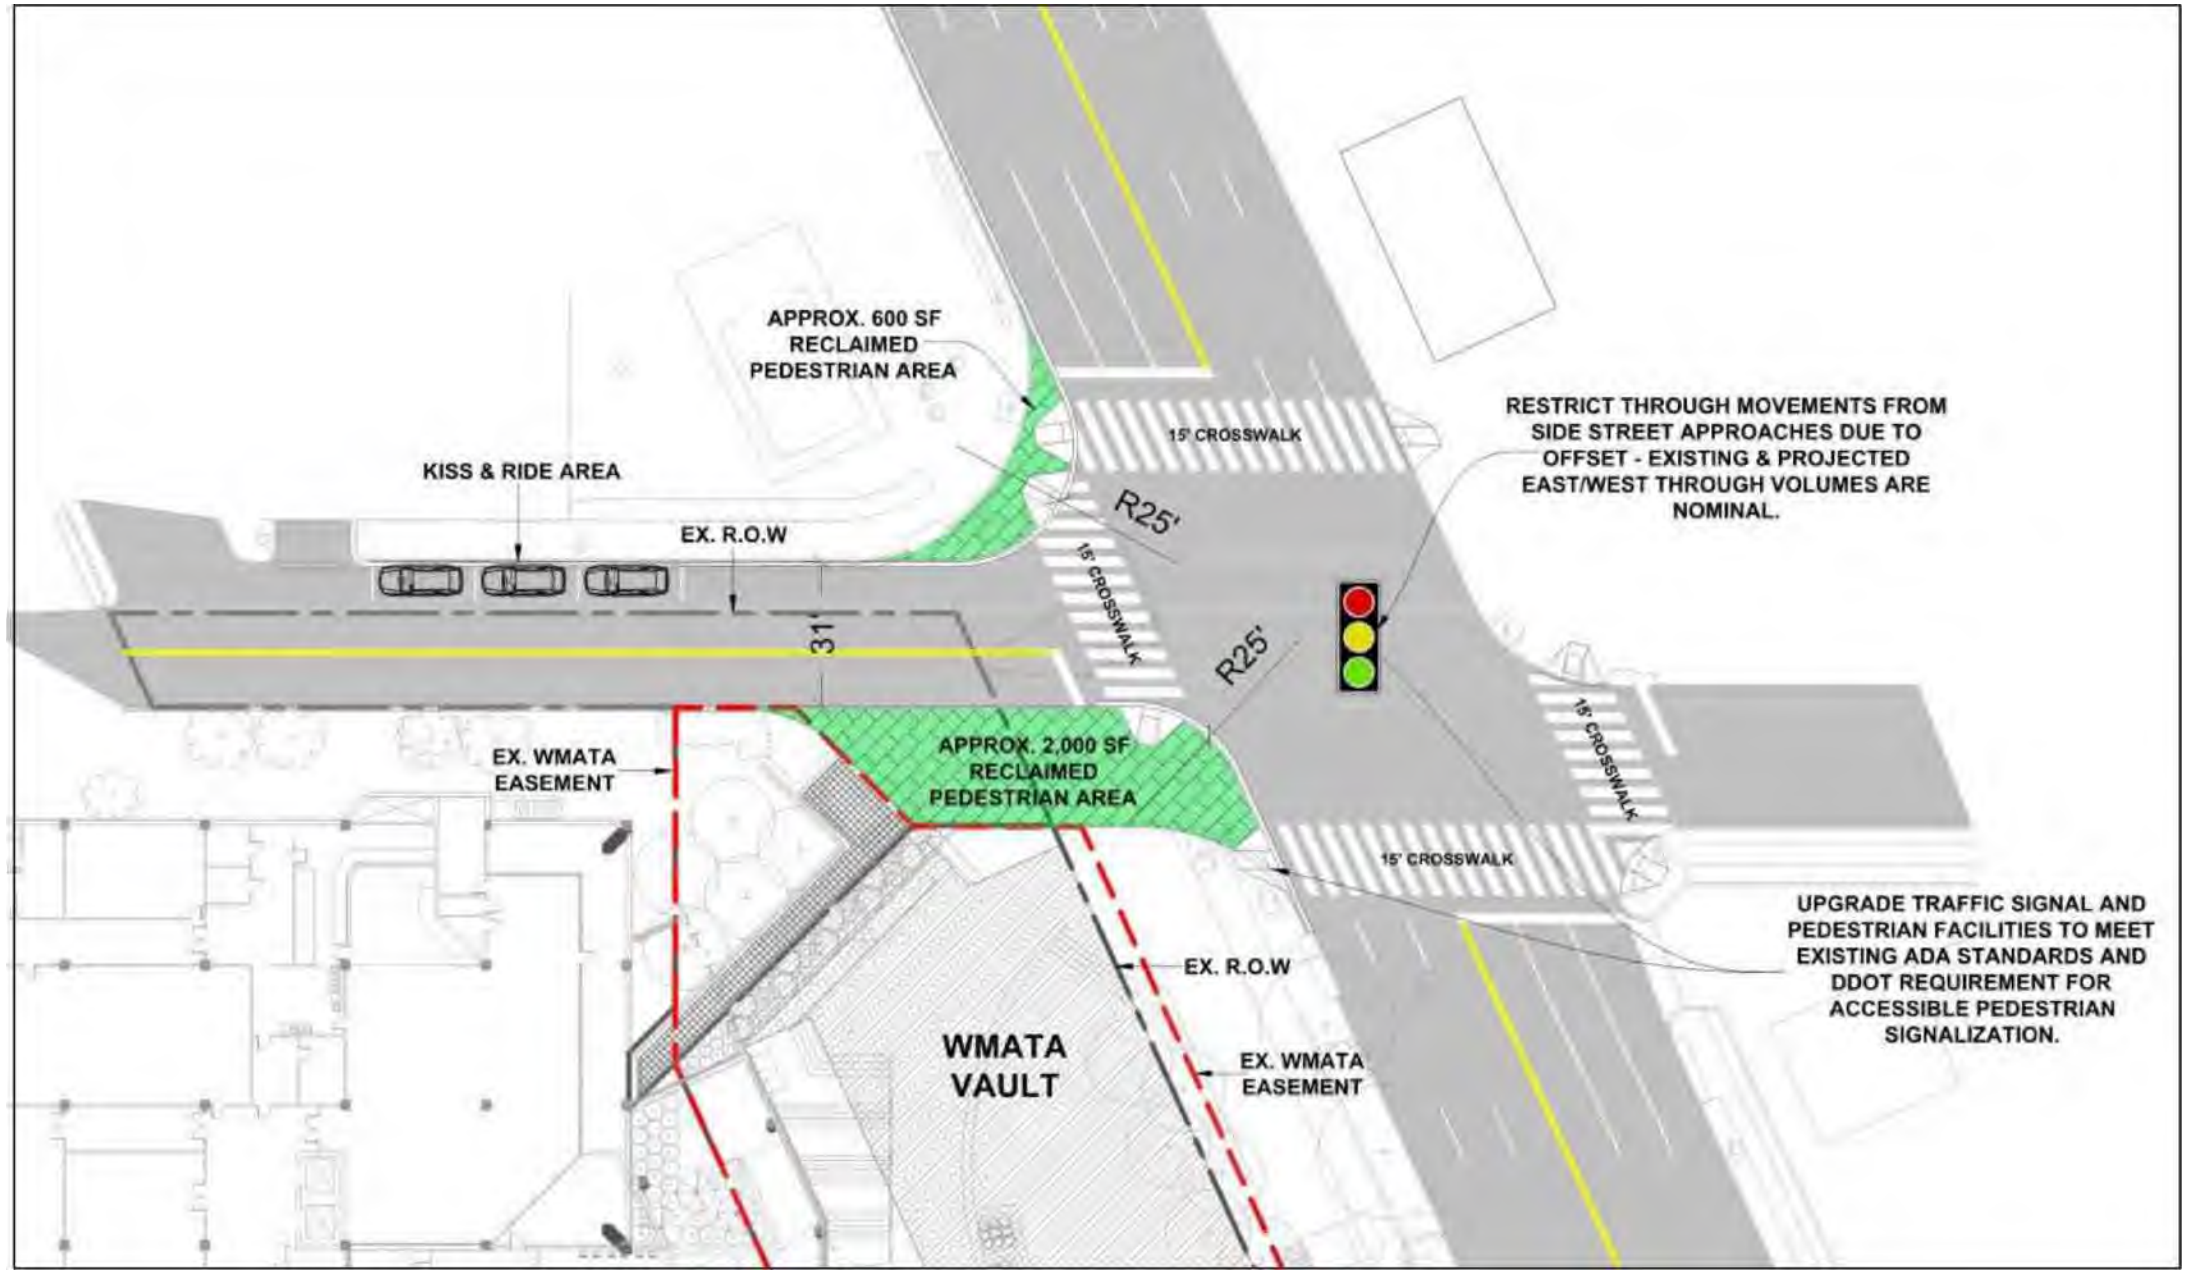 APPROX. 600 SF
RECLAIMED
PEDESTRIAN AREA
15' CROSSWALK
RESTRICT THROUGH MOVEMENTS FROM
SIDE STREET APPROACHES DUE TO
OFFSET - EXISTING & PROJECTED
EAST/WEST THROUGH VOLUMES ARE
NOMINAL.
KISS & RIDE AREA
EX. R.O.W
R25'
15' CROSSWALK
31'
R25'
15' CROSSWALK
EX. WMATA
EASEMENT
APPROX. 2,000 SF
RECLAIMED
PEDESTRIAN AREA
15' CROSSWALK
UPGRADE TRAFFIC SIGNAL AND
PEDESTRIAN FACILITIES TO MEET
EXISTING ADA STANDARDS AND
DDOT REQUIREMENT FOR
ACCESSIBLE PEDESTRIAN
SIGNALIZATION.
EX. R.O.W
WMATA
VAULT
EX. WMATA
EASEMENT